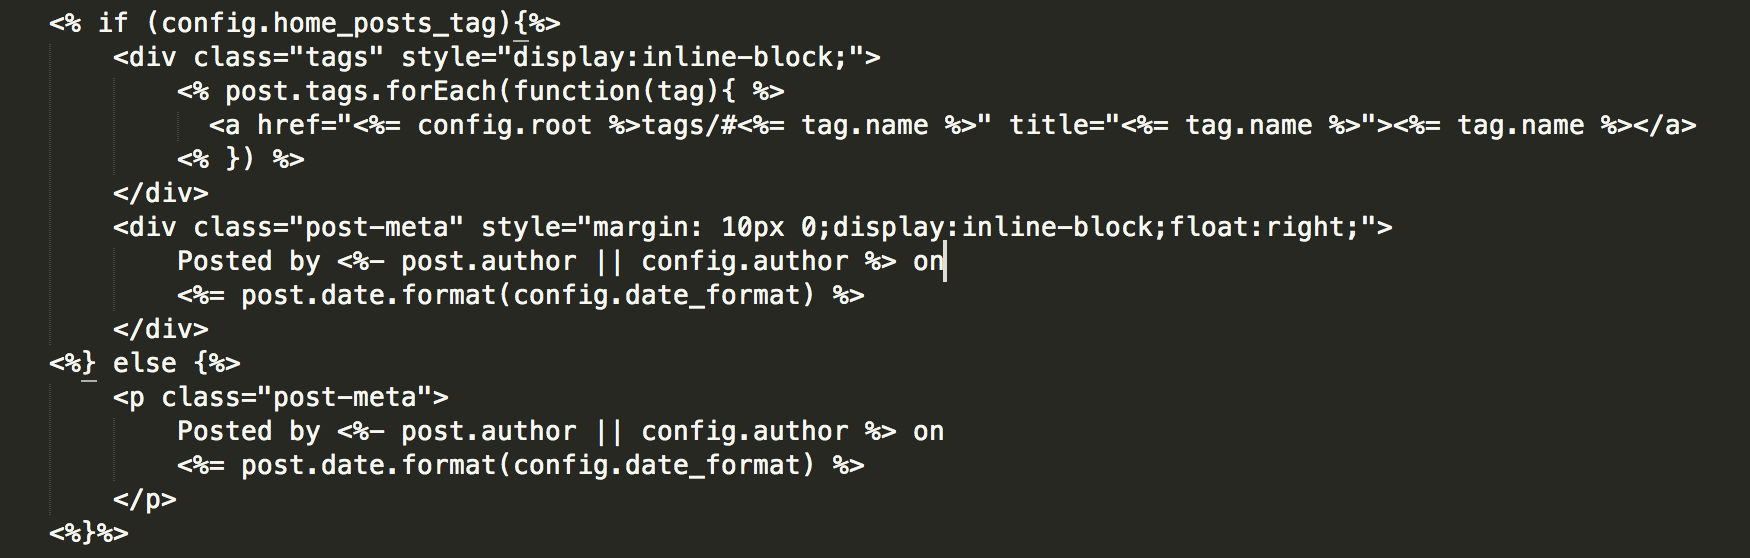 <% if (config.home_posts_tag){%>
<div class="tags" style="display:inline-block;">
<% post.tags.forEach(function(tag){ %>
<a href="<%= config.root %>tags/#<%= tag.name %>" title="<%= tag.name %>"><%= tag.name %></a>
<% }) %>
</div>
<div class="post-meta" style="margin: 10px 0;display:inline-block;float:right;">
Posted by <%- post.author || config.author %> on
<%= post.date.format(config.date_format) %>
</div>
<%} else {%>
<p class="post-meta">
Posted by <%- post.author || config.author %> on
<%= post.date.format(config.date_format) %>
</p>
<%}%>